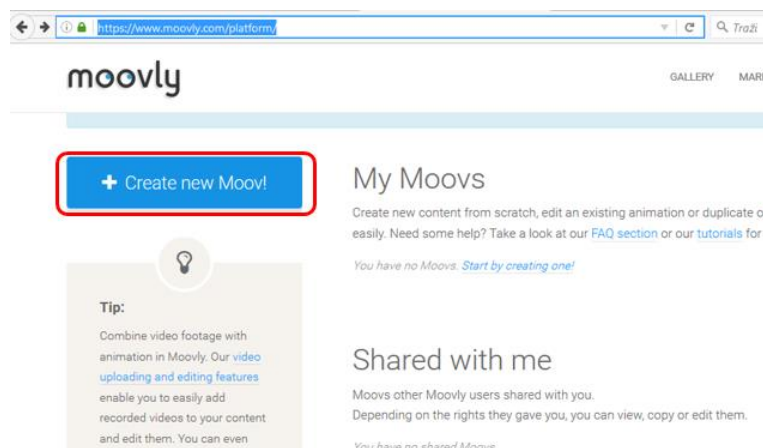 https://www.moovly.com/platform/
Traži
moovly
GALLERY
Create new Moov!
My Moovs
Create new content from scratch, edit an existing animation or duplicate
easily. Need some help? Take a look at our FAQ section or our tutorials for
You have no Moovs. Start by creating one!
Tip:
Combine video footage with
animation in Moovly. Our video
uploading and editing features
enable you to easily add
recorded videos to your content
and edit them. You can even
Shared with me
Moovs other Moovly users shared with you.
Depending on the rights they gave you, you can view, copy or edit them.
You have no shared Moovs